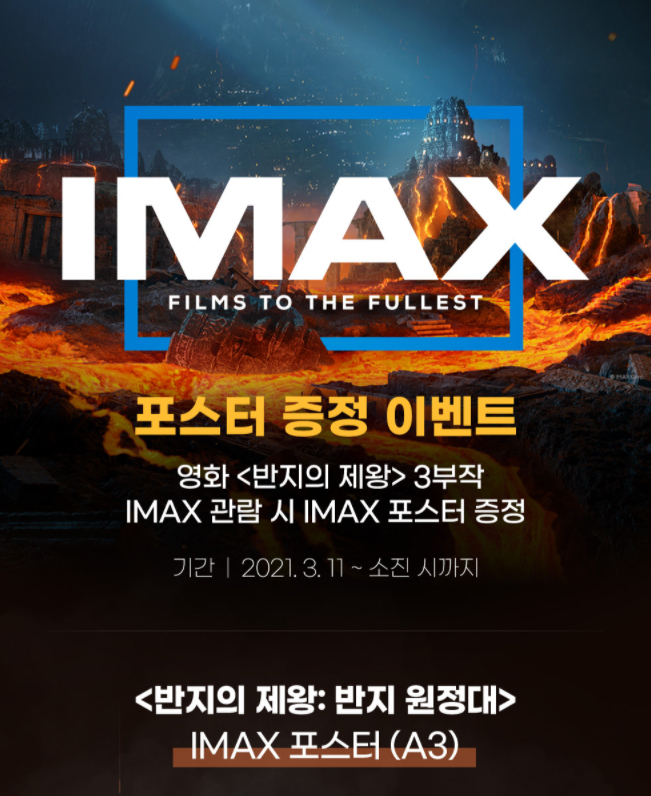 IMAX
FILMS TO THE FULLEST
포스터 증정 이벤트
영화 <반지의 제왕> 3부작
IMAX 관람 시 IMAX 포스터 증정
기간 | 2021. 3. 11 ~ 소진 시까지
<반지의 제왕: 반지 원정대>
IMAX 포스터 (A3)